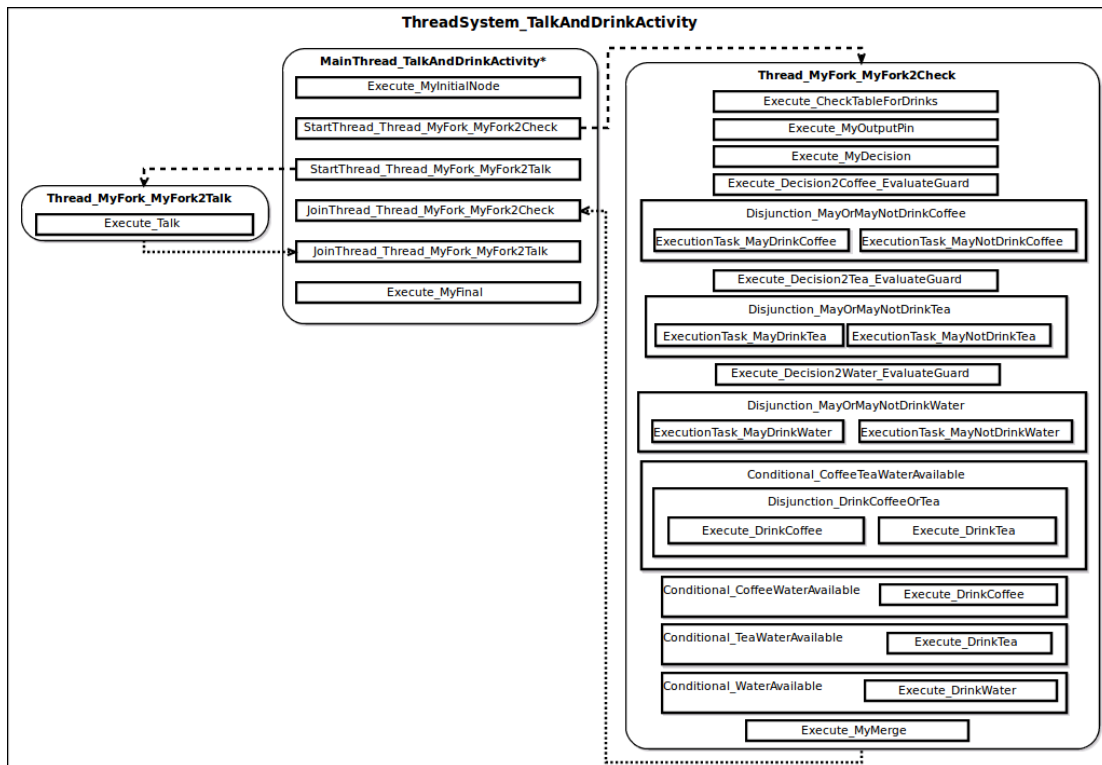 ThreadSystem_TalkAndDrinkActivity
MainThread_TalkAndDrinkActivity*
Execute_MyInitialNode
StartThread_Thread_MyFork_MyFork2Check
StartThread_Thread_MyFork_MyFork2Talk
JoinThread_Thread_MyFork_MyFork2Check
JoinThread_Thread_MyFork_MyFork2Talk
Execute_MyFinal
Thread_MyFork_MyFork2Talk
Execute_Talk
Thread_MyFork_MyFork2Check
Execute_CheckTableForDrinks
Execute_MyOutputPin
Execute_MyDecision
Execute_Decision2Coffee_EvaluateGuard
Disjunction_MayOrMayNotDrinkCoffee
ExecutionTask_MayDrinkCoffee ExecutionTask_MayNotDrinkCoffee
Execute_Decision2Tea_EvaluateGuard
Disjunction_MayOrMayNotDrinkTea
ExecutionTask_MayDrinkTea ExecutionTask_MayNotDrinkTea
Execute_Decision2Water_EvaluateGuard
Disjunction_MayOrMayNotDrinkWater
ExecutionTask_MayDrinkWater ExecutionTask_MayNotDrinkWater
Conditional_CoffeeTeaWaterAvailable
Disjunction_DrinkCoffeeOrTea
Execute_DrinkCoffee Execute_DrinkTea
Conditional_CoffeeWaterAvailable Execute_DrinkCoffee
Conditional_TeaWaterAvailable Execute_DrinkTea
Conditional_WaterAvailable Execute_DrinkWater
Execute_MyMerge